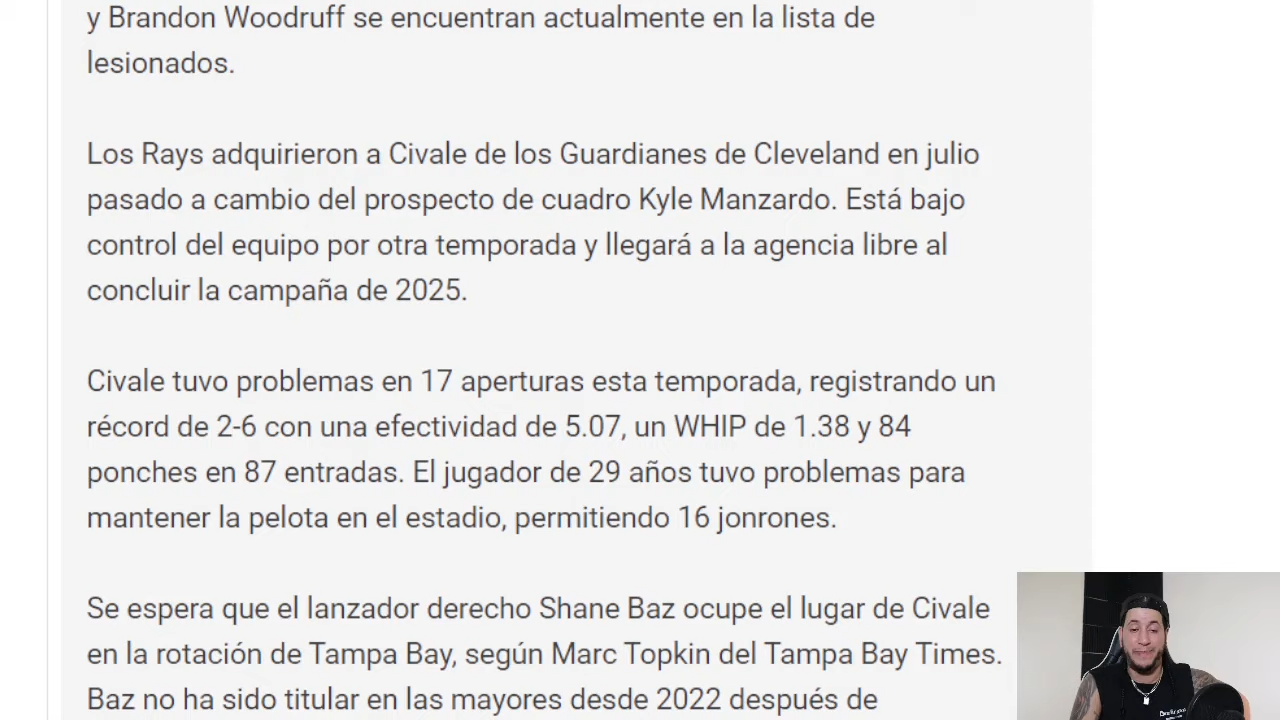 y Brandon Woodruff se encuentran actualmente en la lista de
lesionados.
Los Rays adquirieron a Civale de los Guardianes de Cleveland en julio
pasado a cambio del prospecto de cuadro Kyle Manzardo. Está bajo
control del equipo por otra temporada y llegará a la agencia libre al
concluir la campaña de 2025.
Civale tuvo problemas en 17 aperturas esta temporada, registrando un
récord de 2-6 con una efectividad de 5.07, un WHIP de 1.38 y 84
ponches en 87 entradas. El jugador de 29 años tuvo problemas para
mantener la pelota en el estadio, permitiendo 16 jonrones.
Se espera que el lanzador derecho Shane Baz ocupe el lugar de Civale
en la rotación de Tampa Bay, según Marc Topkin del Tampa Bay Times.
Baz no ha sido titular en las mayores desde 2022 después de